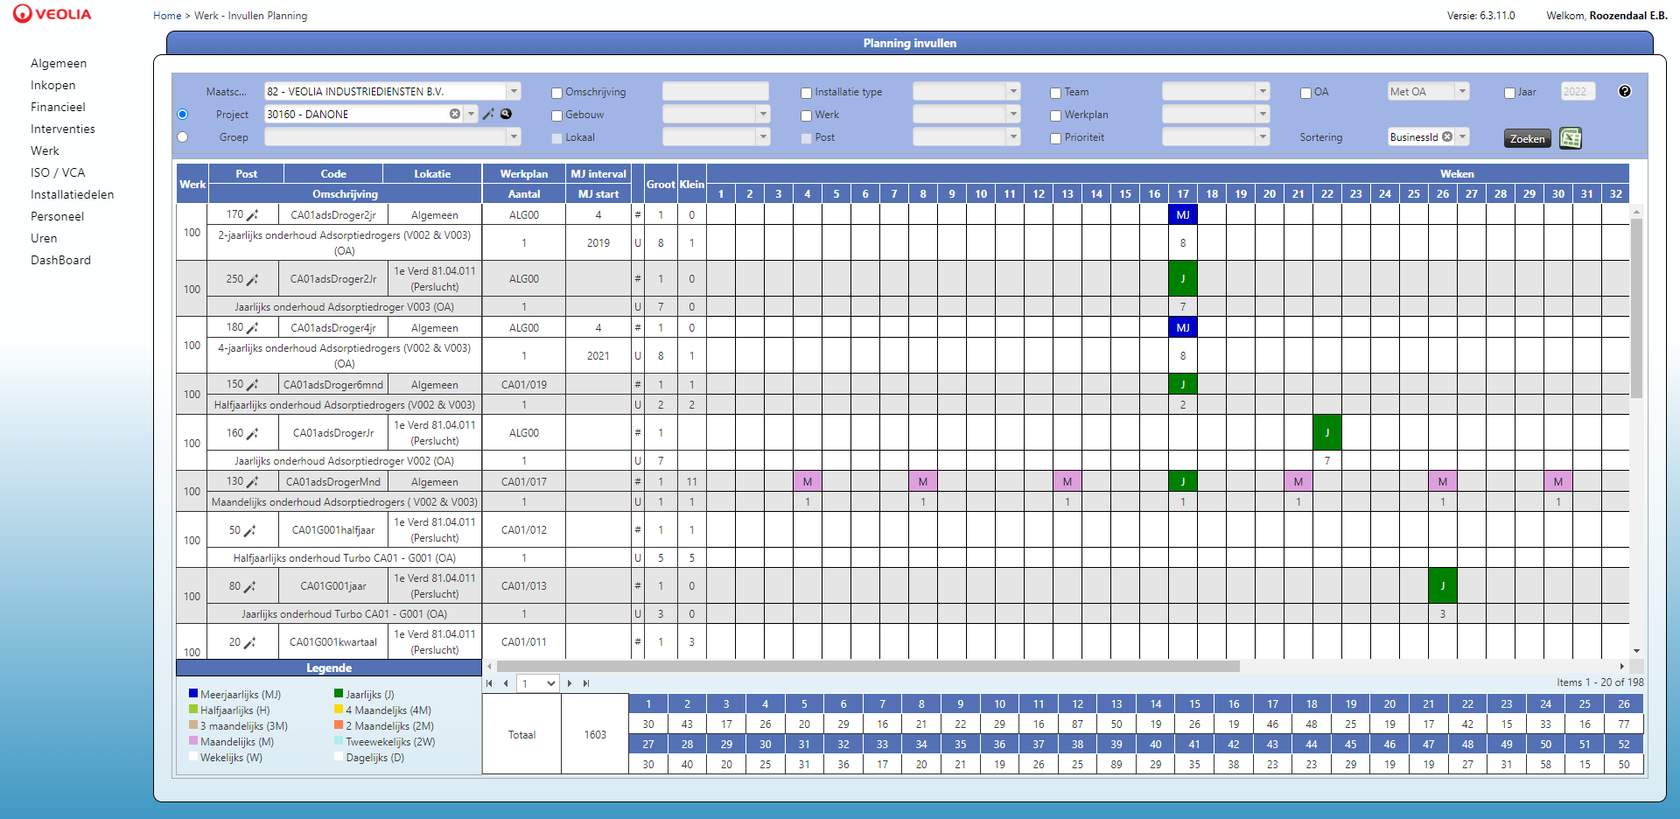 VEOLIA
Home > Werk - Invullen Planning
Versie: 6.3.11.0 Welkom, Roozendaal E.B.
Algemeen
Inkopen
Financieel
Interventies
Werk
ISO / VCA
Installatiedelen
Personeel
Uren
DashBoard
Planning invullen
Maatsc... 82 - VEOLIA INDUSTRIEDIENSTEN B.V. Omschrijving Installatie type Team OA Met OA Jaar 2022 ?
Project 30160 - DANONE Gebouw Werk Werkplan
Groep Lokaal Post Prioriteit Sortering BusinessId Zoeken
Werk Post Code Lokatie Werkplan MJ interval Groot Klein Weken
Omschrijving Aantal MJ start 1 2 3 4 5 6 7 8 9 10 11 12 13 14 15 16 17 18 19 20 21 22 23 24 25 26 27 28 29 30 31 32
100 170 CA01adsDroger2jr Algemeen ALG00 4 # 1 0 MJ
2-jaarlijks onderhoud Adsorptiedrogers (V002 & V003) (OA) 1 2019 U 8 1 8
100 250 CA01adsDroger2Jr 1e Verd 81.04.011 (Perslucht) ALG00 # 1 0 J
Jaarlijks onderhoud Adsorptiedroger V003 (OA) 1 U 7 0 7
100 180 CA01adsDroger4jr Algemeen ALG00 4 # 1 0 MJ
4-jaarlijks onderhoud Adsorptiedrogers (V002 & V003) (OA) 1 2021 U 8 1 8
100 150 CA01adsDroger6mnd Algemeen CA01/019 # 1 1 J
Halfjaarlijks onderhoud Adsorptiedrogers (V002 & V003) 1 U 2 2 2
100 160 CA01adsDrogerJr 1e Verd 81.04.011 (Perslucht) ALG00 # 1 J
Jaarlijks onderhoud Adsorptiedroger V002 (OA) 1 U 7 7
100 130 CA01adsDrogerMnd Algemeen CA01/017 # 1 11 M M M J M M M
Maandelijks onderhoud Adsorptiedrogers ( V002 & V003) 1 U 1 1 1 1 1 1 1 1 1
100 50 CA01G001halfjaar 1e Verd 81.04.011 (Perslucht) CA01/012 # 1 1
Halfjaarlijks onderhoud Turbo CA01 - G001 (OA) 1 U 5 5
100 80 CA01G001jaar 1e Verd 81.04.011 (Perslucht) CA01/013 # 1 0 J
Jaarlijks onderhoud Turbo CA01 - G001 (OA) 1 U 3 0 3
100 20 CA01G001kwartaal 1e Verd 81.04.011 (Perslucht) CA01/011 # 1 3
Legende
Meerjaarlijks (MJ) Jaarlijks (J)
Halfjaarlijks (H) 4 Maandelijks (4M)
3 maandelijks (3M) 2 Maandelijks (2M)
Maandelijks (M) Tweewekelijks (2W)
Wekelijks (W) Dagelijks (D)
1 Items 1 - 20 of 198
Totaal 1603
1 2 3 4 5 6 7 8 9 10 11 12 13 14 15 16 17 18 19 20 21 22 23 24 25 26
30 43 17 26 20 29 16 21 22 29 16 87 50 19 26 19 46 48 25 19 17 42 15 33 16 77
27 28 29 30 31 32 33 34 35 36 37 38 39 40 41 42 43 44 45 46 47 48 49 50 51 52
30 40 20 25 31 36 17 20 21 19 26 25 89 29 35 38 23 23 29 19 19 27 31 58 15 50